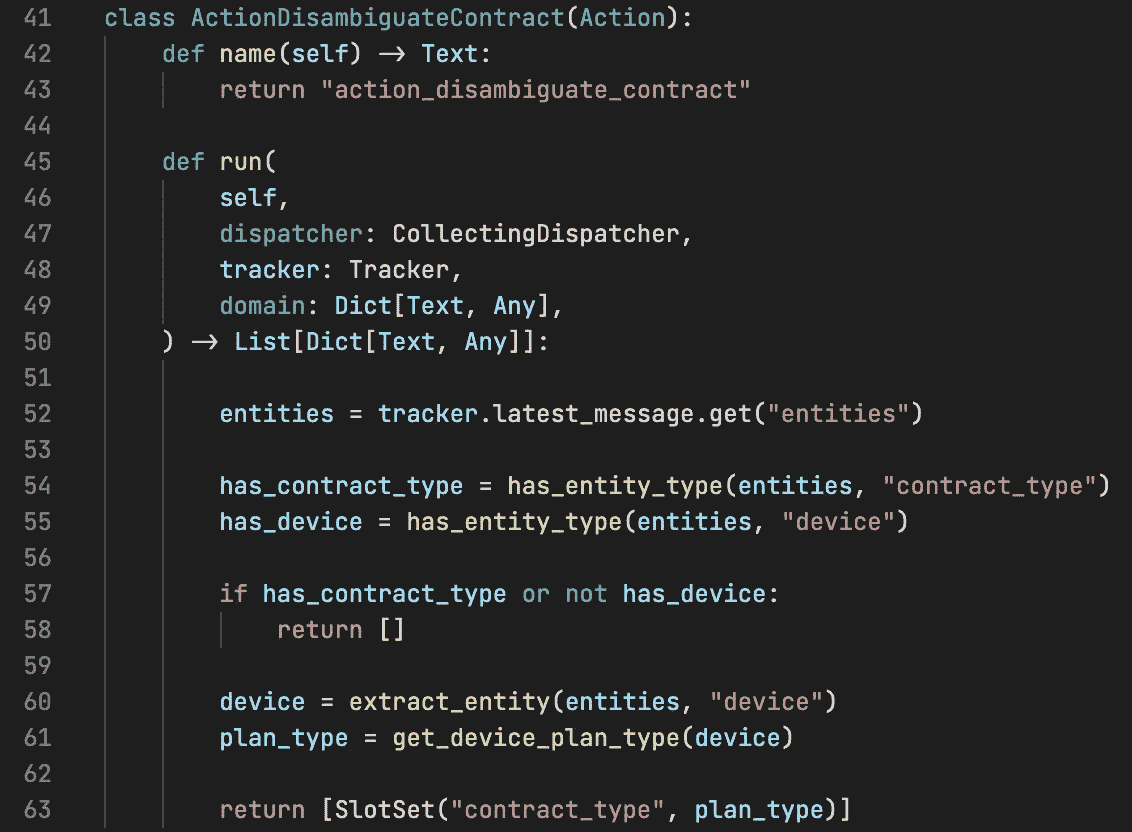 41 class ActionDisambiguateContract(Action):
42     def name(self) -> Text:
43         return "action_disambiguate_contract"
44
45     def run(
46         self,
47         dispatcher: CollectingDispatcher,
48         tracker: Tracker,
49         domain: Dict[Text, Any],
50     ) -> List[Dict[Text, Any]]:
51
52         entities = tracker.latest_message.get("entities")
53
54         has_contract_type = has_entity_type(entities, "contract_type")
55         has_device = has_entity_type(entities, "device")
56
57         if has_contract_type or not has_device:
58             return []
59
60         device = extract_entity(entities, "device")
61         plan_type = get_device_plan_type(device)
62
63         return [SlotSet("contract_type", plan_type)]